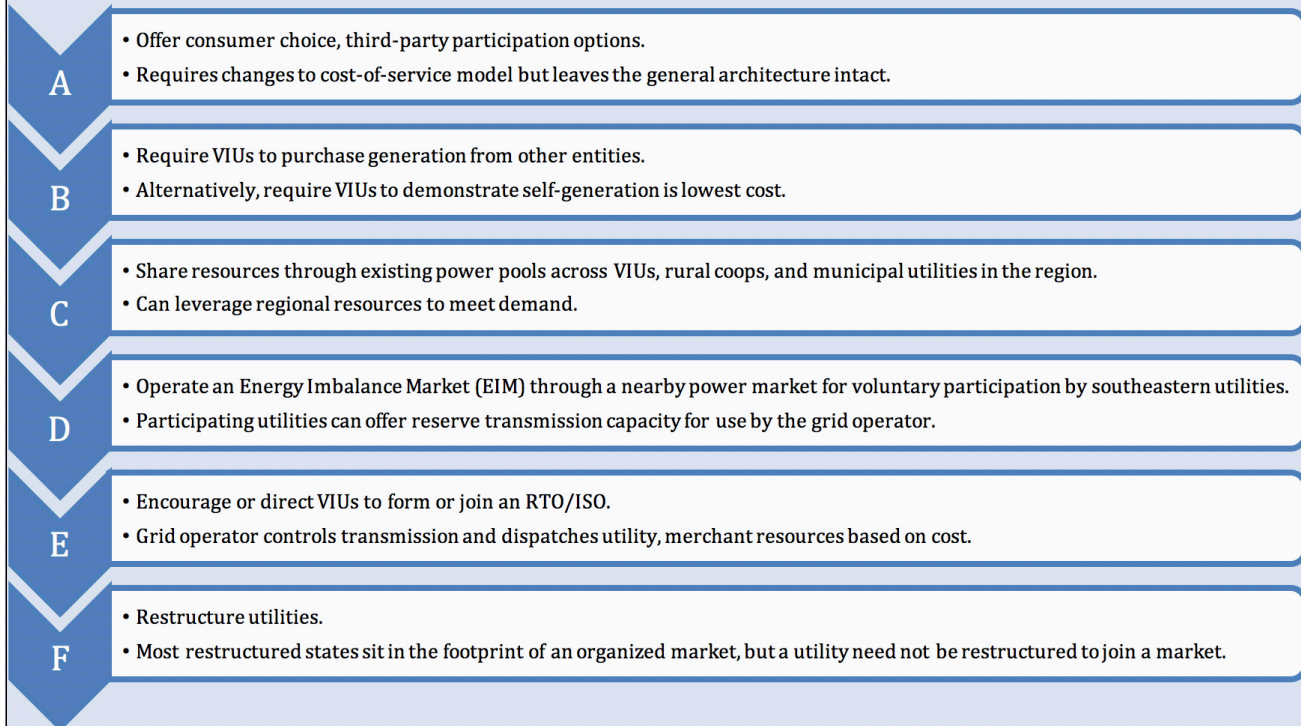 A
• Offer consumer choice, third-party participation options.
• Requires changes to cost-of-service model but leaves the general architecture intact.
B
• Require VIUs to purchase generation from other entities.
• Alternatively, require VIUs to demonstrate self-generation is lowest cost.
C
• Share resources through existing power pools across VIUs, rural coops, and municipal utilities in the region.
• Can leverage regional resources to meet demand.
D
• Operate an Energy Imbalance Market (EIM) through a nearby power market for voluntary participation by southeastern utilities.
• Participating utilities can offer reserve transmission capacity for use by the grid operator.
E
• Encourage or direct VIUs to form or join an RTO/ISO.
• Grid operator controls transmission and dispatches utility, merchant resources based on cost.
F
• Restructure utilities.
• Most restructured states sit in the footprint of an organized market, but a utility need not be restructured to join a market.